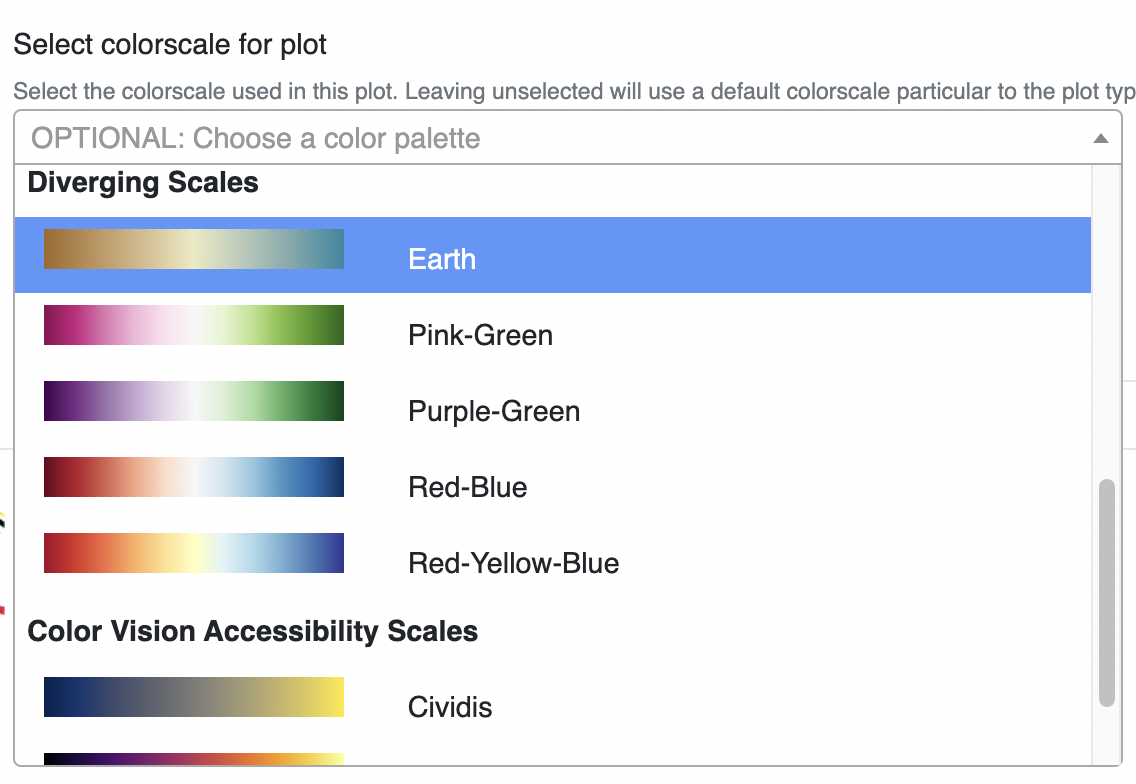 Select colorscale for plot
Select the colorscale used in this plot. Leaving unselected will use a default colorscale particular to the plot typ
OPTIONAL: Choose a color palette
Diverging Scales
Earth
Pink-Green
Purple-Green
Red-Blue
Red-Yellow-Blue
Color Vision Accessibility Scales
Cividis